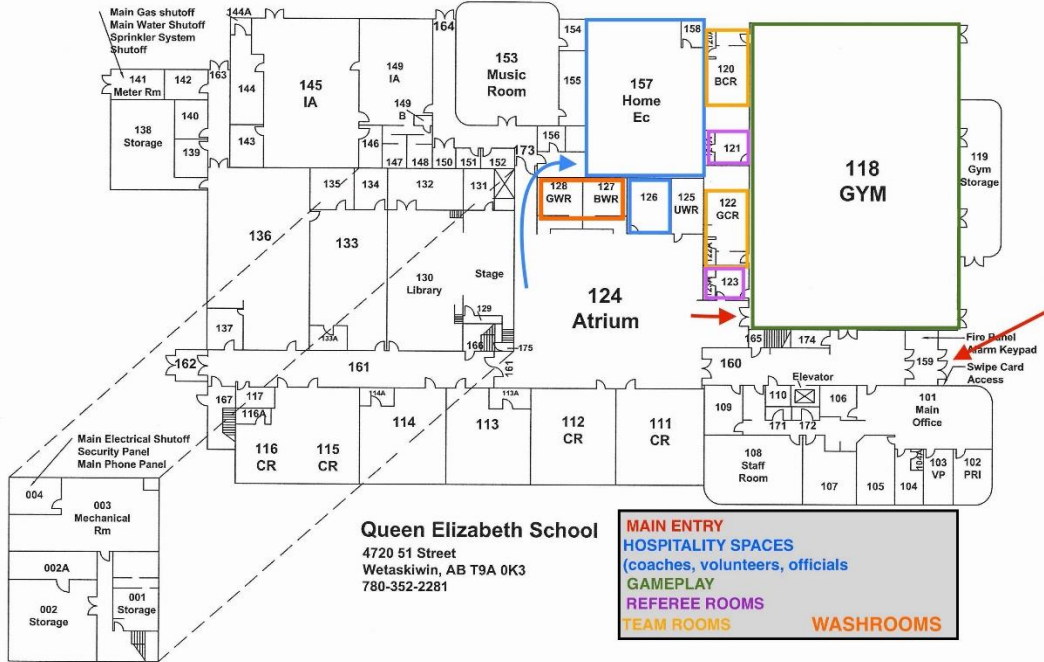 Main Gas shutoff
Main Water Shutoff
Sprinkler System
Shutoff
144A
164
163
141
Meter Rm
142
144
145
IA
149
IA
149
B
153
Music
Room
154
155
158
157
Home
Ec
120
BCR
138
Storage
140
139
143
146
147
148
150
151
152
156
173
121
118
GYM
119
Gym
Storage
135
134
132
131
128
GWR
127
BWR
126
125
UWR
122
GCR
122A
123
136
133
130
Library
Stage
129
124
Atrium
137
133A
166
175
165
174
Fire Panel
Alarm Keypad
162
161
161
160
159
Swipe Card
Access
Elevator
167
117
116A
114A
113A
109
110
106
101
Main
Office
116
CR
115
CR
114
113
112
CR
111
CR
171
172
108
Staff
Room
107
105
104
104A
103
VP
102
PRI
Main Electrical Shutoff
Security Panel
Main Phone Panel
004
003
Mechanical
Rm
002A
002
Storage
001
Storage
Queen Elizabeth School
4720 51 Street
Wetaskiwin, AB T9A 0K3
780-352-2281
MAIN ENTRY
HOSPITALITY SPACES
(coaches, volunteers, officials
GAMEPLAY
REFEREE ROOMS
TEAM ROOMS
WASHROOMS